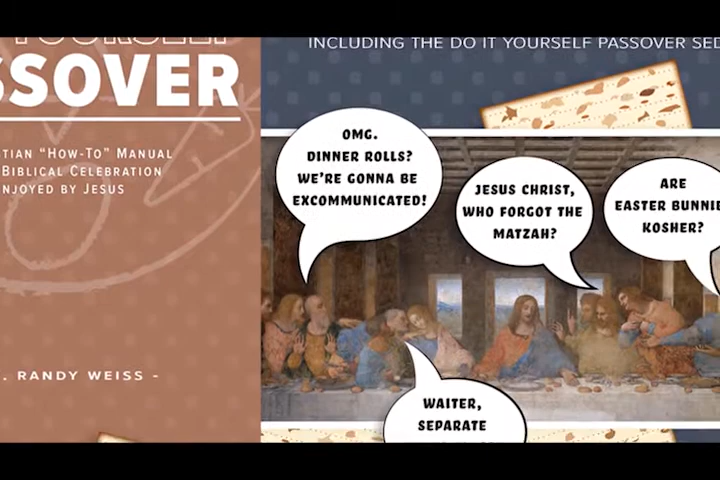 YOURSELF
SSOVER
TIAN "HOW-TO" MANUAL
BIBLICAL CELEBRATION
NJOYED BY JESUS
. RANDY WEISS -
INCLUDING THE DO IT YOURSELF PASSOVER SED
OMG.
DINNER ROLLS?
WE'RE GONNA BE
EXCOMMUNICATED!
JESUS CHRIST,
WHO FORGOT THE
MATZAH?
ARE
EASTER BUNNIE
KOSHER?
WAITER,
SEPARATE